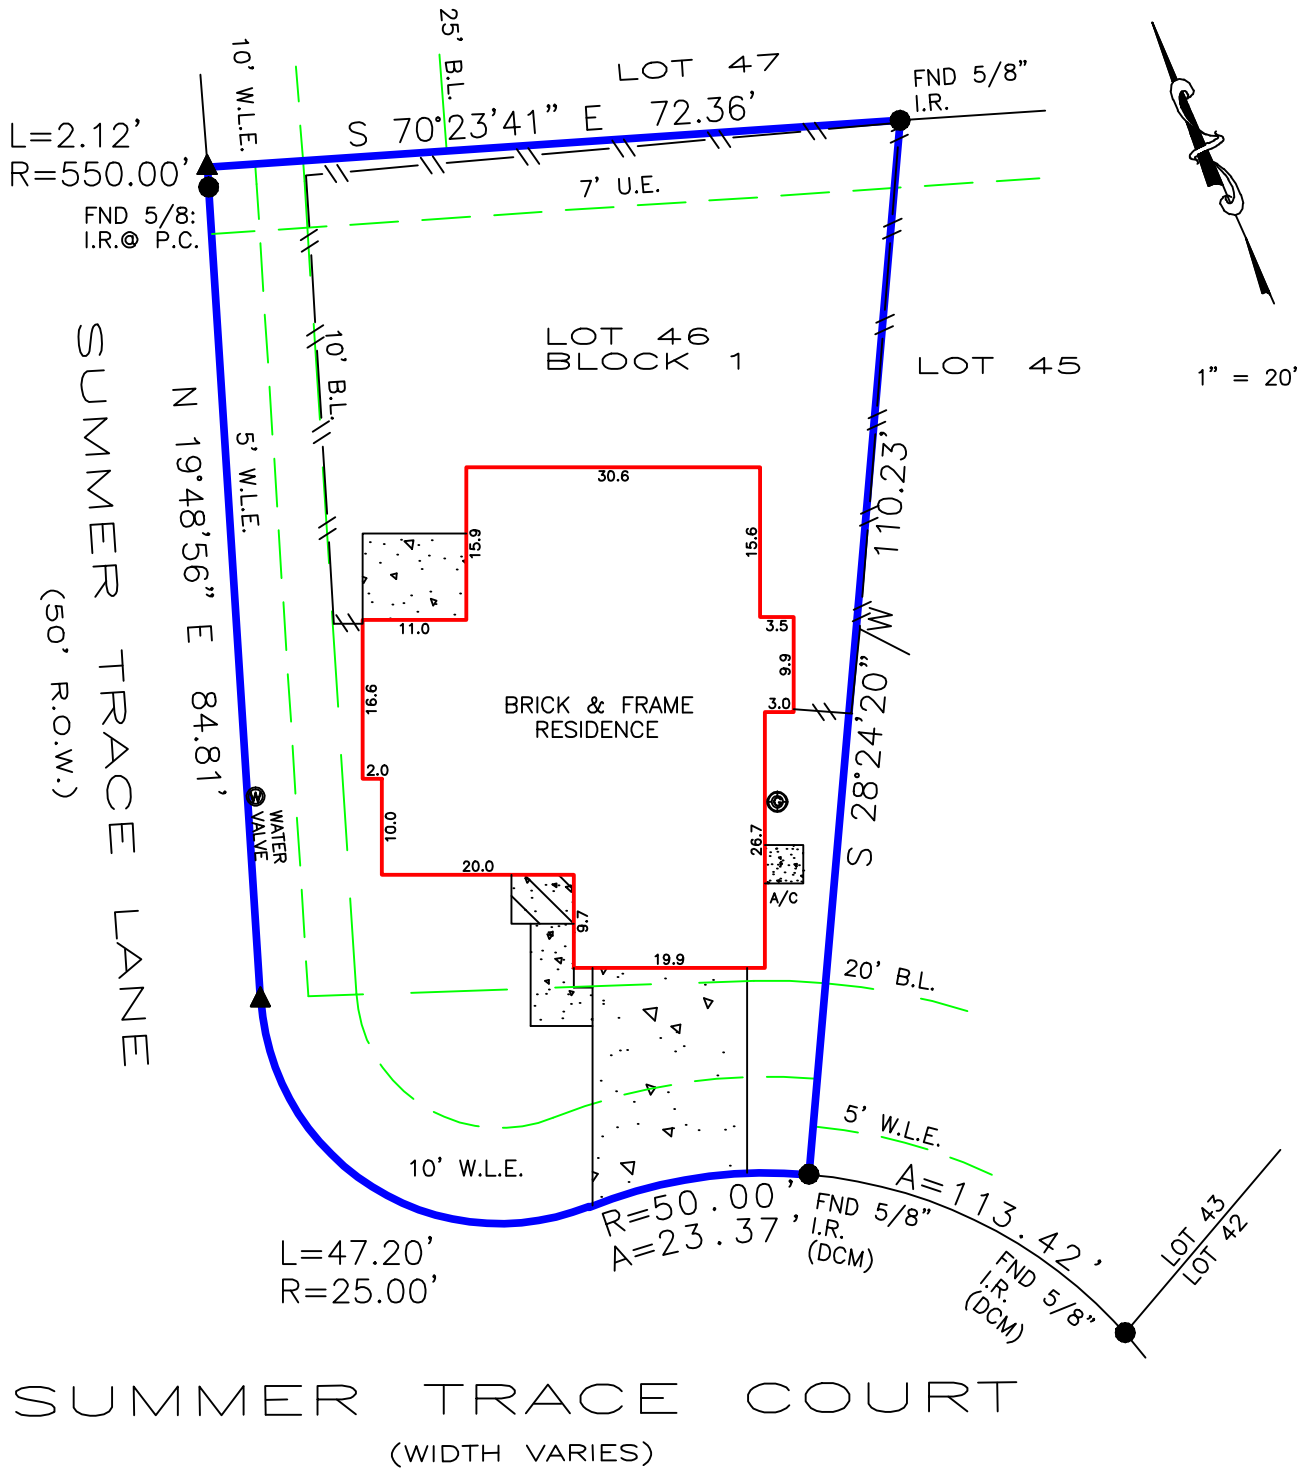 10' W.L.E.
25' B.L.
LOT 47
FND 5/8"
I.R.
S 70°23'41" E 72.36'
L=2.12'
R=550.00'
FND 5/8:
I.R.@ P.C.
7' U.E.
LOT 46
BLOCK 1
LOT 45
1" = 20'
10' B.L.
5' W.L.E.
N 19°48'56" E 84.81'
SUMMER TRACE LANE
(50' R.O.W.)
S 28°24'20" W 110.23'
30.6
15.9
15.6
11.0
3.5
9.9
3.0
16.6
BRICK & FRAME
RESIDENCE
2.0
10.0
W
WATER
VALVE
G
26.7
20.0
A/C
9.7
19.9
20' B.L.
5' W.L.E.
10' W.L.E.
R=50.00'
A=23.37'
FND 5/8"
I.R.
(DCM)
A=113.42'
FND 5/8"
I.R.
(DCM)
LOT 43
LOT 42
L=47.20'
R=25.00'
SUMMER TRACE COURT
(WIDTH VARIES)